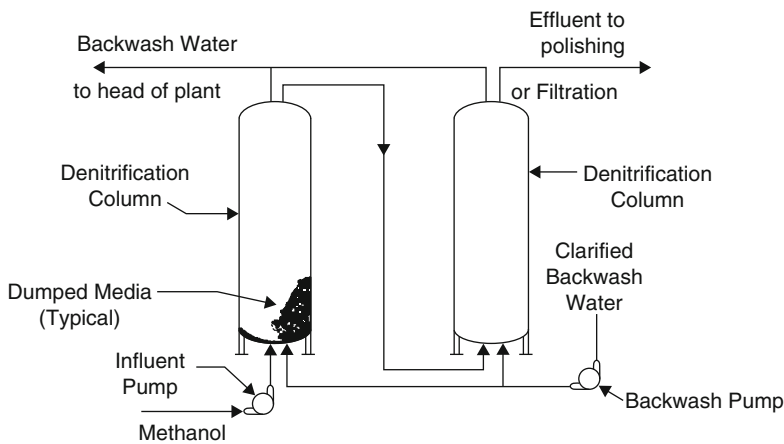 Backwash Water
to head of plant
Effluent to
polishing
or Filtration
Denitrification
Column
Denitrification
Column
Clarified
Backwash
Water
Dumped Media
(Typical)
Influent
Pump
Methanol
Backwash Pump